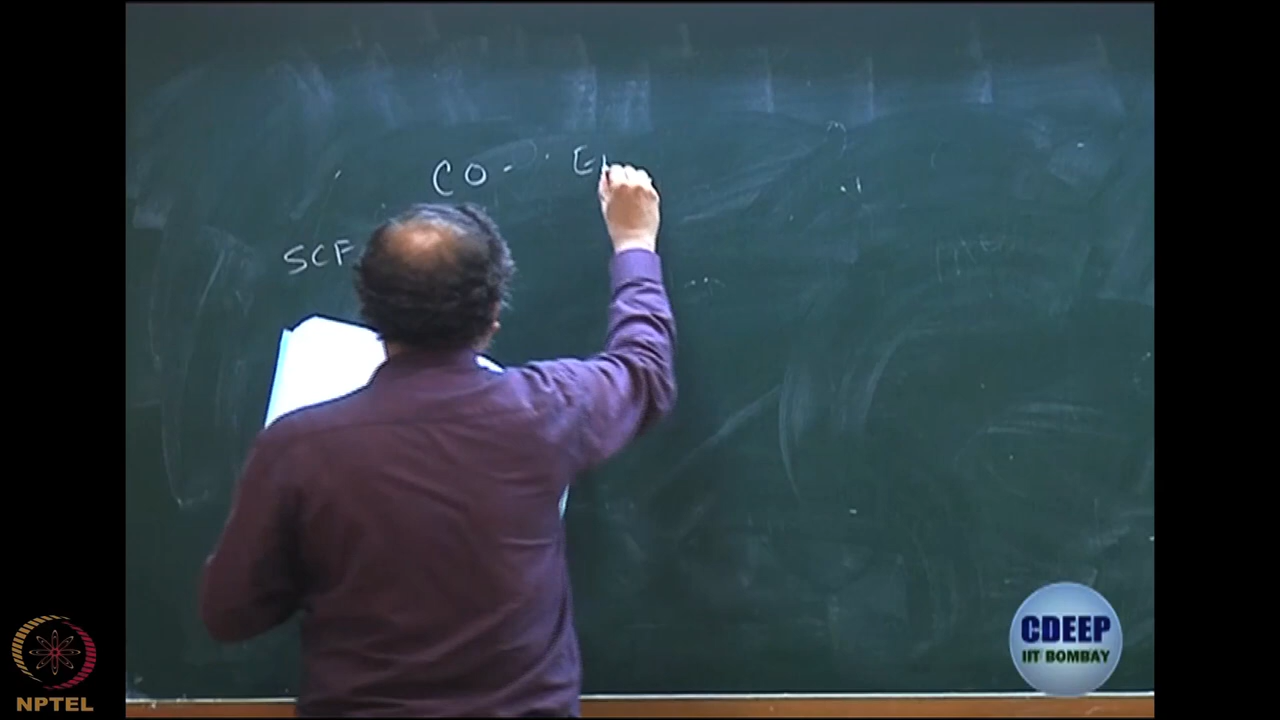 CO-
SCF
CDEEP
IIT BOMBAY
NPTEL